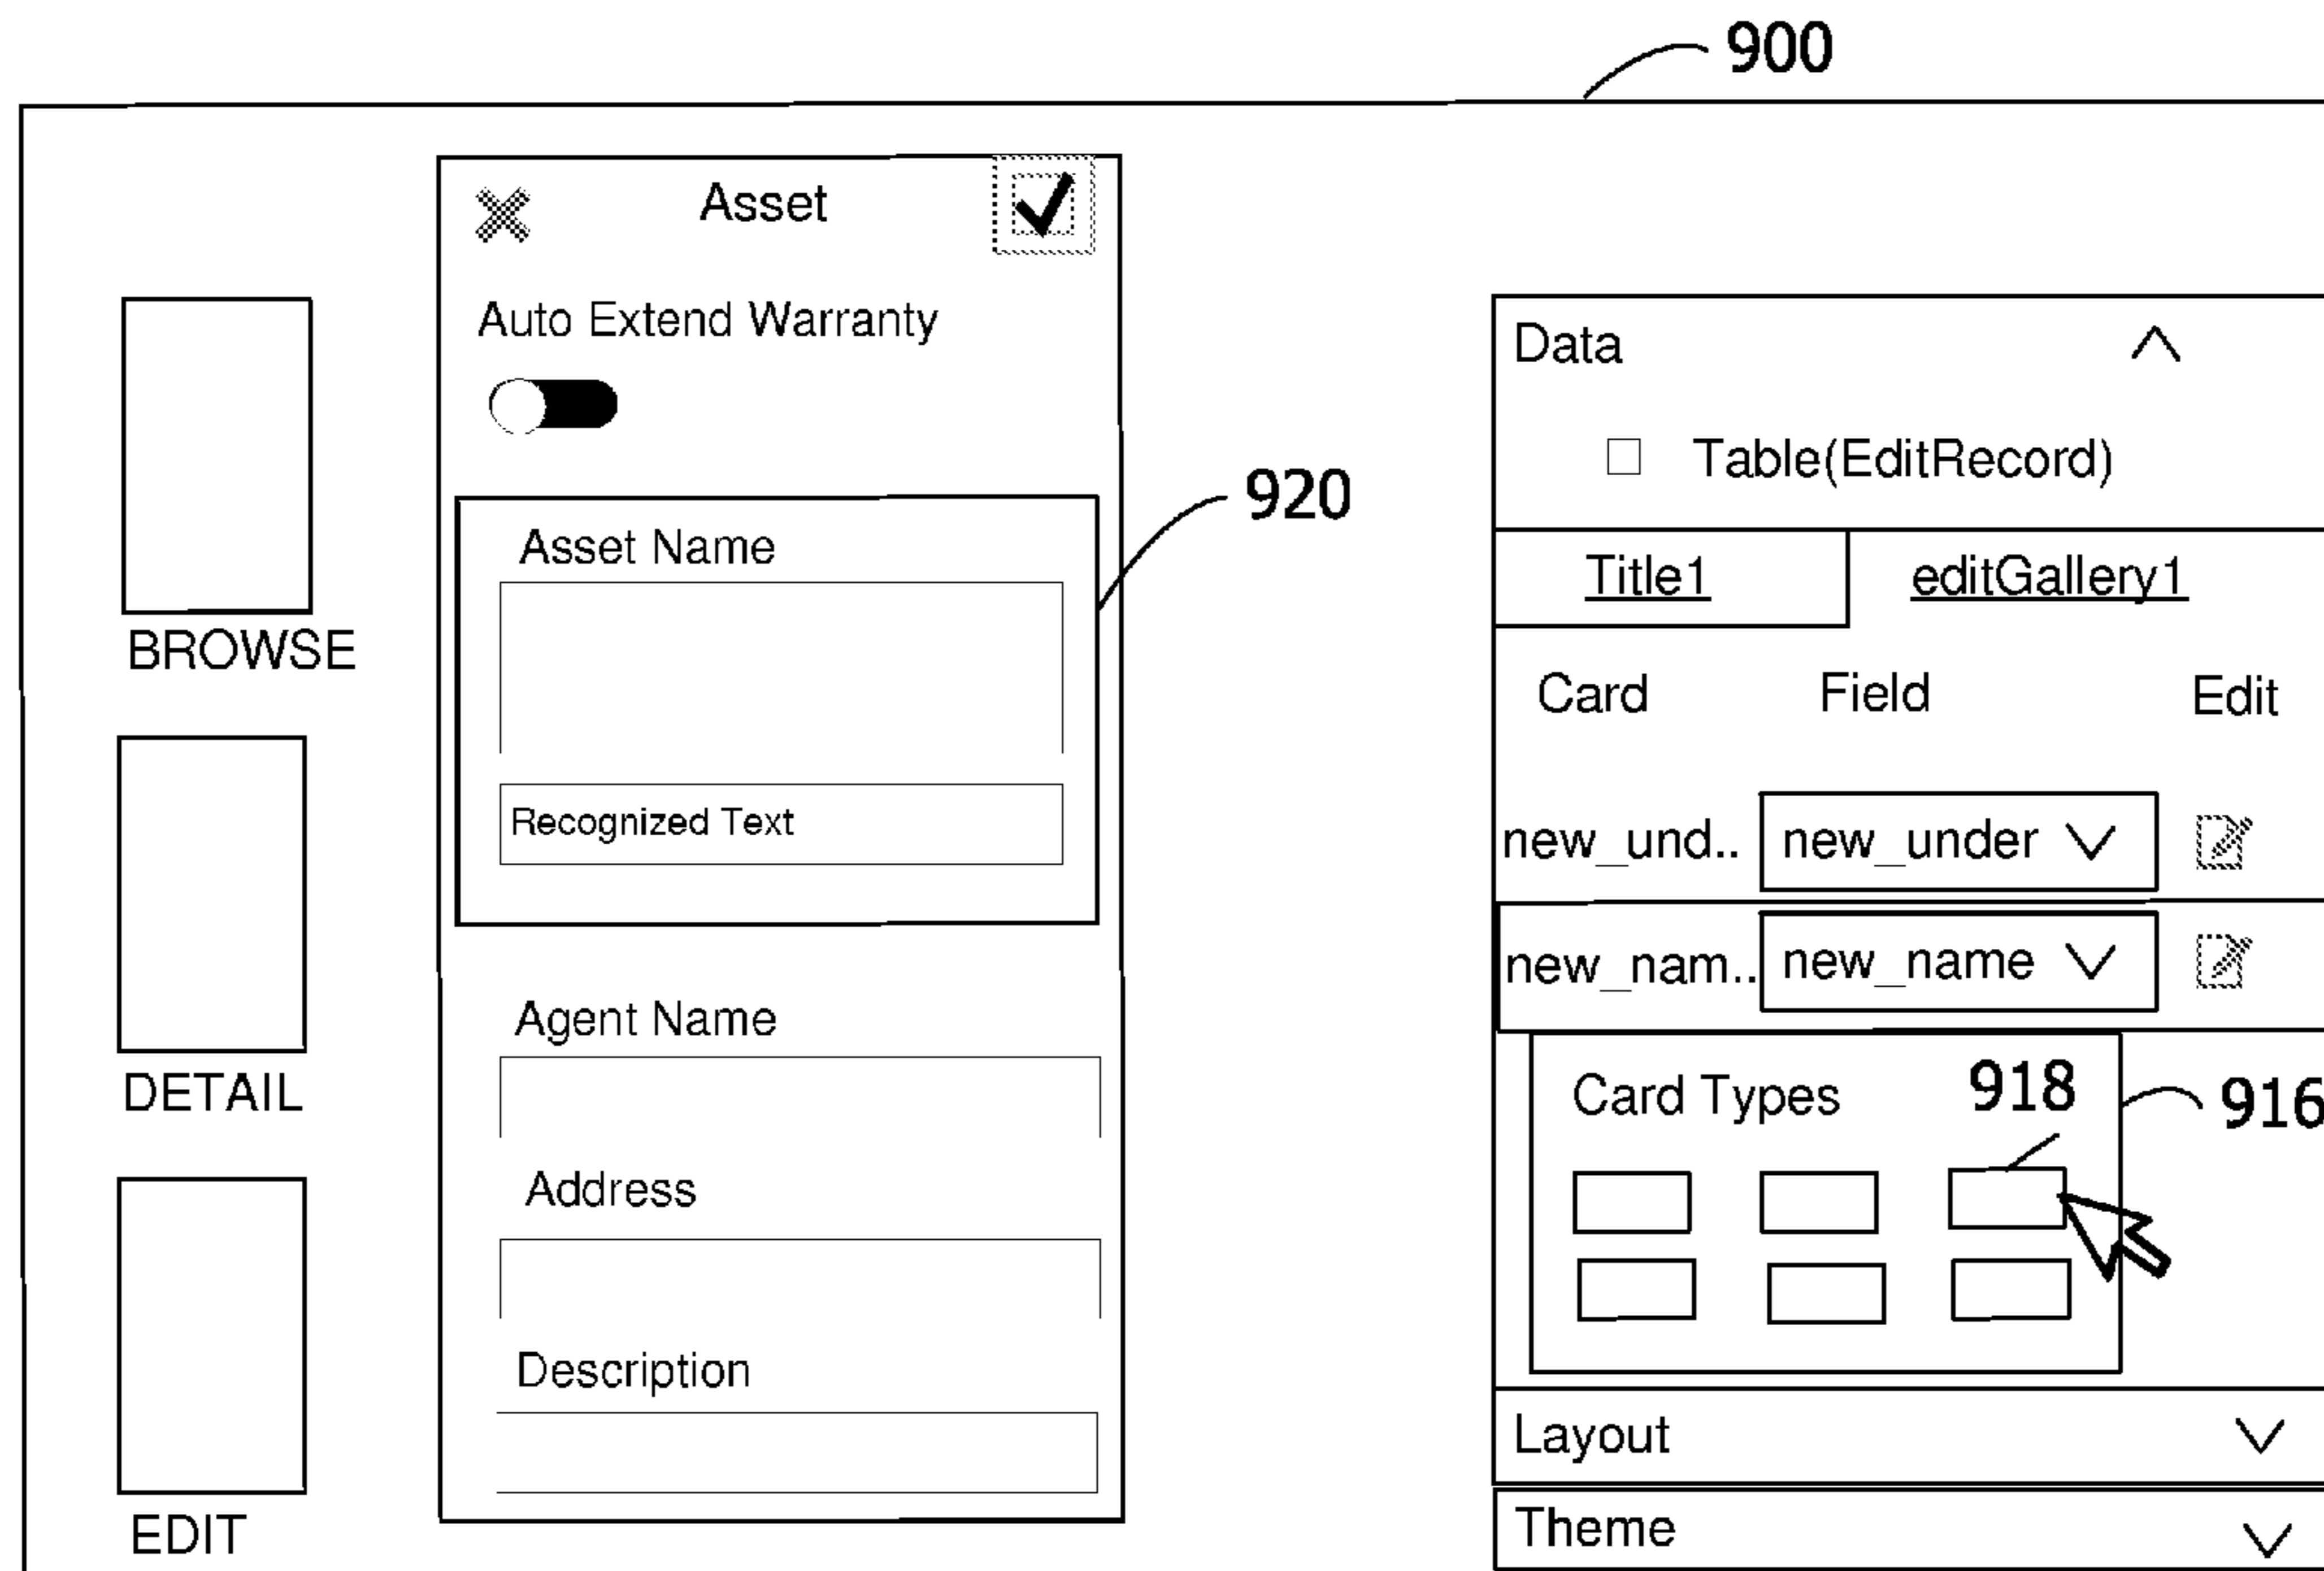 900
Asset
Auto Extend Warranty
920
Asset Name
Recognized Text
Agent Name
Address
Description
BROWSE
DETAIL
EDIT
Data
Table(EditRecord)
Title1 editGallery1
Card Field Edit
new_und.. new_under
new_nam.. new_name
Card Types 918 916
Layout
Theme